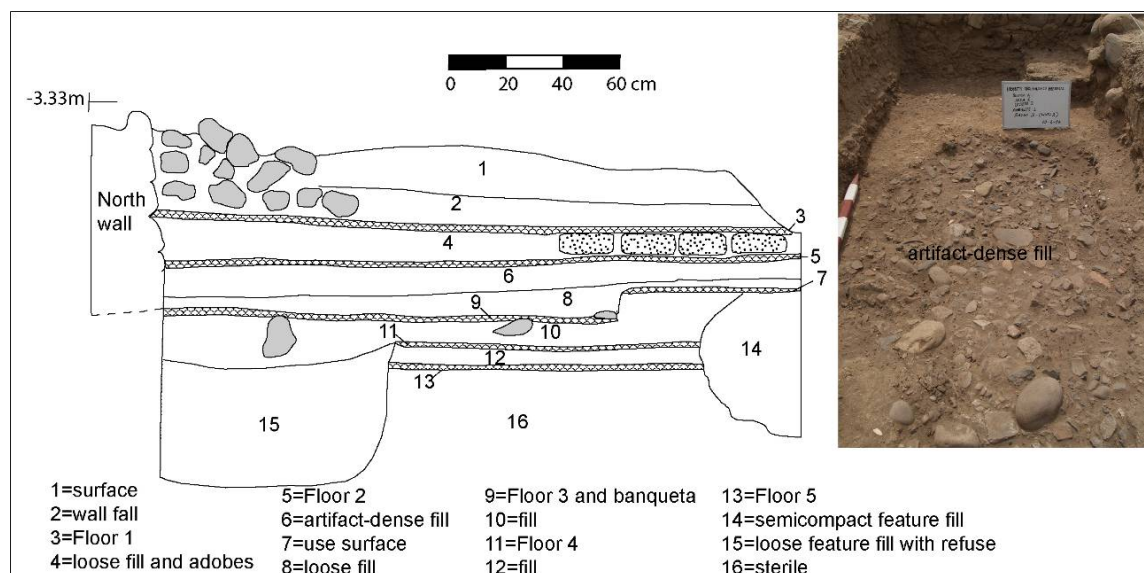 0 20 40 60 cm
-3.33m
North
wall
1
2
3
4
5
6
7
8
9
10
11
12
13
14
15
16
artifact-dense fill
1=surface
2=wall fall
3=Floor 1
4=loose fill and adobes
5=Floor 2
6=artifact-dense fill
7=use surface
8=loose fill
9=Floor 3 and banqueta
10=fill
11=Floor 4
12=fill
13=Floor 5
14=semicompact feature fill
15=loose feature fill with refuse
16=sterile